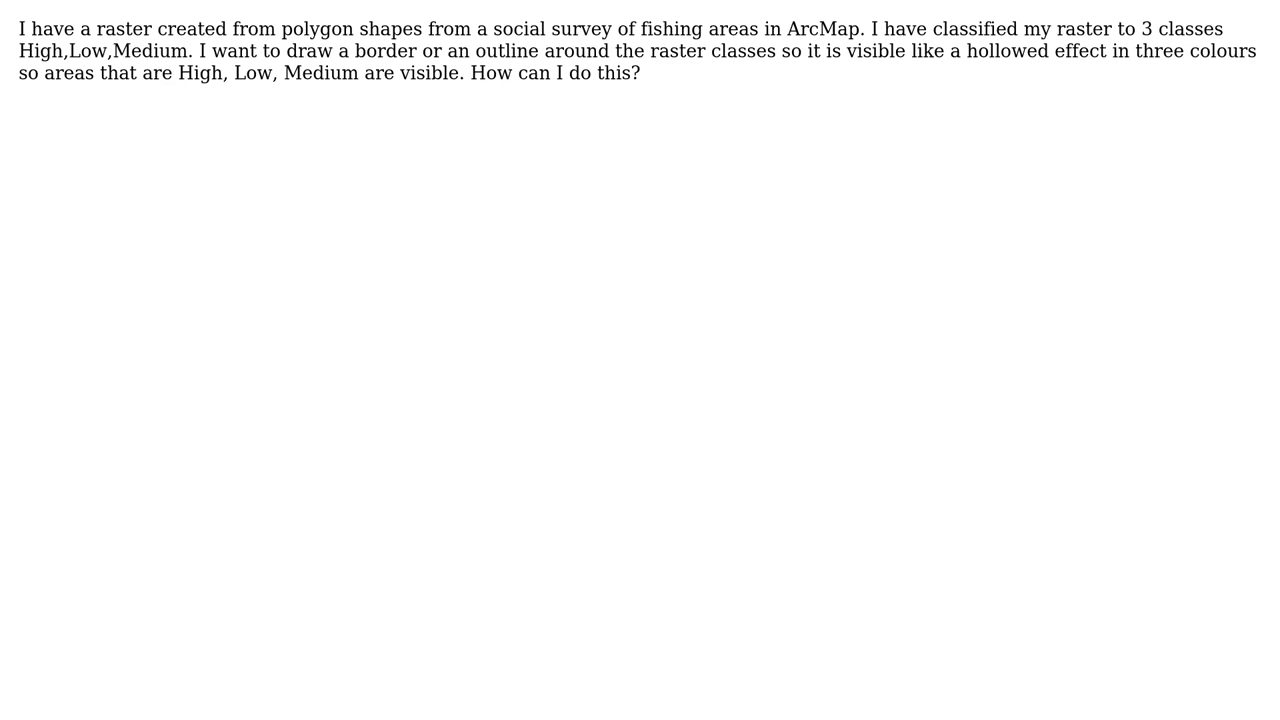 I have a raster created from polygon shapes from a social survey of fishing areas in ArcMap. I have classified my raster to 3 classes
High,Low,Medium. I want to draw a border or an outline around the raster classes so it is visible like a hollowed effect in three colours
so areas that are High, Low, Medium are visible. How can I do this?